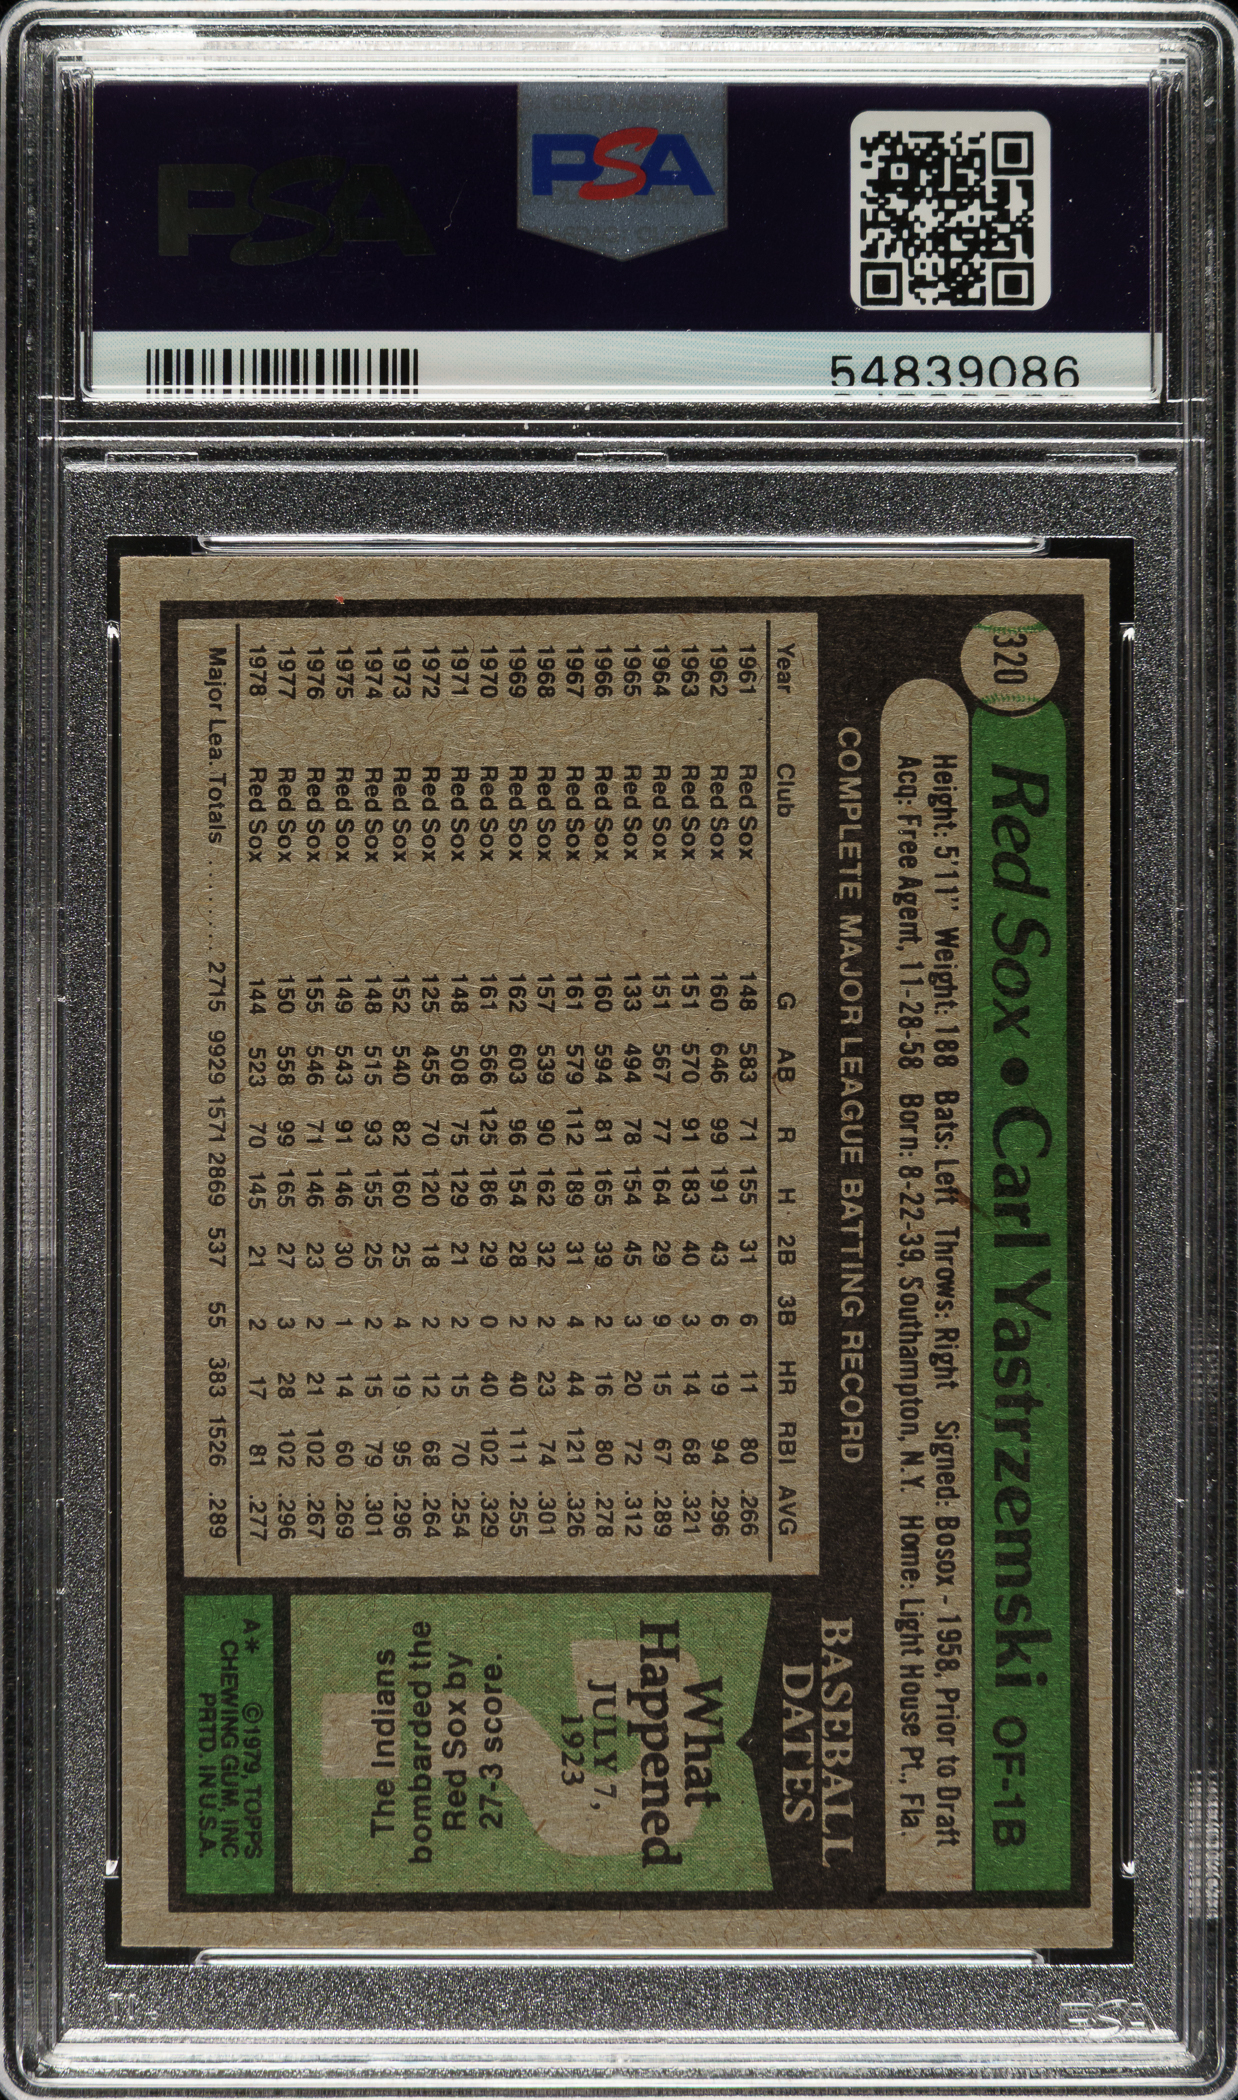 PSA
PSA
54839086
320
Red Sox • Carl Yastrzemski OF-1B
Height: 5'11" Weight: 188 Bats: Left Throws: Right Signed: Bosox - 1958, Prior to Draft
Acq: Free Agent, 11-28-58 Born: 8-22-39, Southampton, N.Y. Home: Light House Pt., Fla.
COMPLETE MAJOR LEAGUE BATTING RECORD
Year Club G AB R H 2B 3B HR RBI AVG
1961 Red Sox 148 583 71 155 31 6 11 80 .266
1962 Red Sox 160 646 99 191 43 6 19 94 .296
1963 Red Sox 151 570 91 183 40 3 14 68 .321
1964 Red Sox 151 567 77 164 29 9 15 67 .289
1965 Red Sox 133 494 78 154 45 3 20 72 .312
1966 Red Sox 160 594 81 165 39 2 16 80 .278
1967 Red Sox 161 579 112 189 31 4 44 121 .326
1968 Red Sox 157 539 90 162 32 2 23 74 .301
1969 Red Sox 162 603 96 154 28 2 40 111 .255
1970 Red Sox 161 566 125 186 29 0 40 102 .329
1971 Red Sox 148 508 75 129 21 2 15 70 .254
1972 Red Sox 125 455 70 120 18 2 12 68 .264
1973 Red Sox 152 540 82 160 25 4 19 95 .296
1974 Red Sox 148 515 93 155 25 2 15 79 .301
1975 Red Sox 149 543 91 146 30 1 14 60 .269
1976 Red Sox 155 546 71 146 23 2 21 102 .267
1977 Red Sox 150 558 99 165 27 3 28 102 .296
1978 Red Sox 144 523 70 145 21 2 17 81 .277
Major Lea. Totals ....... 2715 9929 1571 2869 537 55 383 1526 .289
BASEBALL
DATES
What
Happened
JULY 7,
1923
The Indians
bombarded the
Red Sox by
27-3 score.
A* ©1979, TOPPS
CHEWING GUM, INC
PRTD. IN U.S.A.
PSA